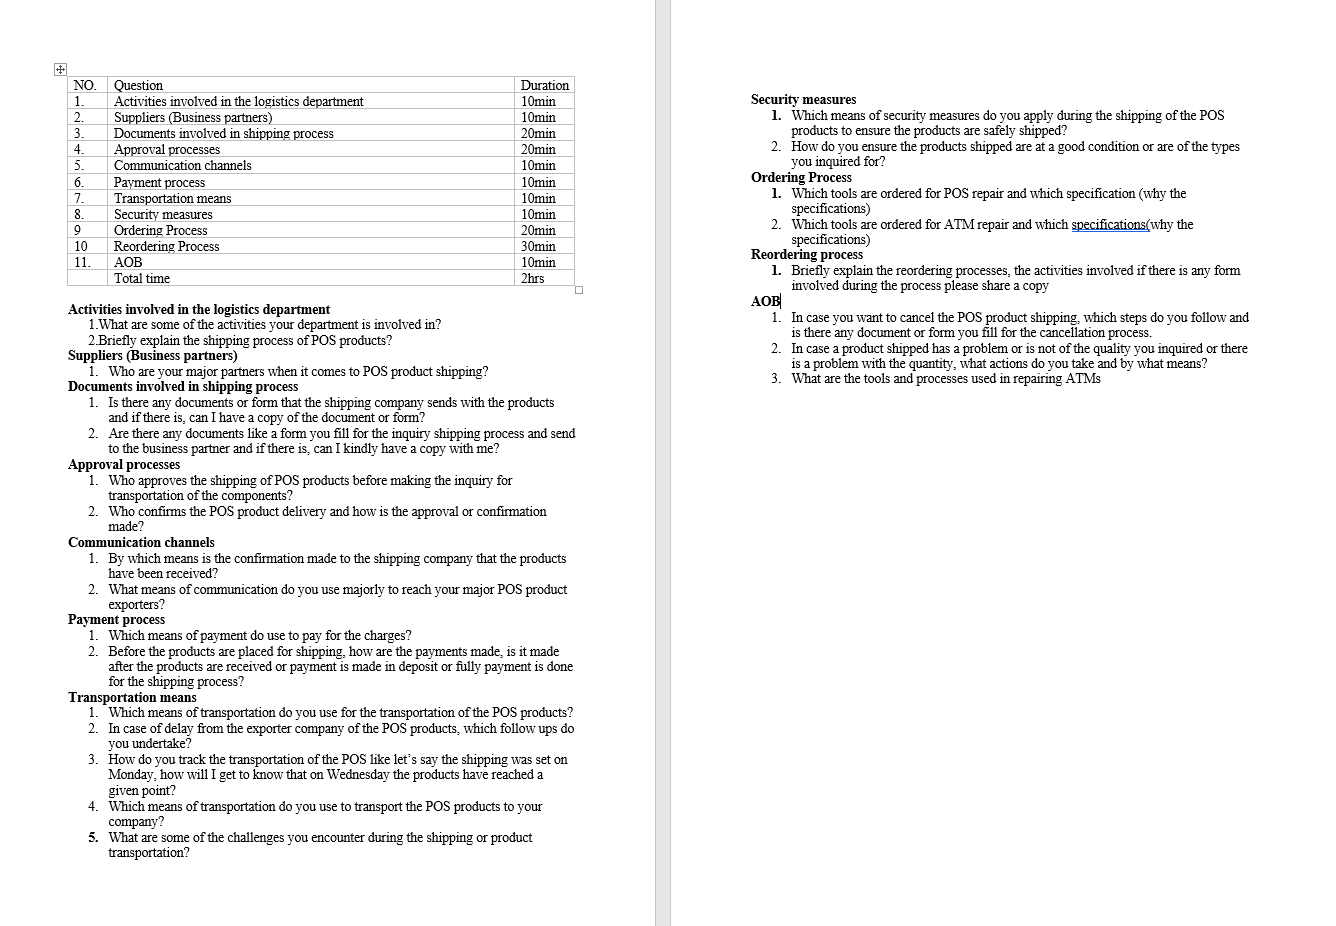 NO. Question Duration
1. Activities involved in the logistics department 10min
2. Suppliers (Business partners) 10min
3. Documents involved in shipping process 20min
4. Approval processes 20min
5. Communication channels 10min
6. Payment process 10min
7. Transportation means 10min
8. Security measures 10min
9 Ordering Process 20min
10 Reordering Process 30min
11. AOB 10min
Total time 2hrs
Activities involved in the logistics department
1.What are some of the activities your department is involved in?
2.Briefly explain the shipping process of POS products?
Suppliers (Business partners)
1. Who are your major partners when it comes to POS product shipping?
Documents involved in shipping process
1. Is there any documents or form that the shipping company sends with the products
and if there is, can I have a copy of the document or form?
2. Are there any documents like a form you fill for the inquiry shipping process and send
to the business partner and if there is, can I kindly have a copy with me?
Approval processes
1. Who approves the shipping of POS products before making the inquiry for
transportation of the components?
2. Who confirms the POS product delivery and how is the approval or confirmation
made?
Communication channels
1. By which means is the confirmation made to the shipping company that the products
have been received?
2. What means of communication do you use majorly to reach your major POS product
exporters?
Payment process
1. Which means of payment do use to pay for the charges?
2. Before the products are placed for shipping, how are the payments made, is it made
after the products are received or payment is made in deposit or fully payment is done
for the shipping process?
Transportation means
1. Which means of transportation do you use for the transportation of the POS products?
2. In case of delay from the exporter company of the POS products, which follow ups do
you undertake?
3. How do you track the transportation of the POS like let’s say the shipping was set on
Monday, how will I get to know that on Wednesday the products have reached a
given point?
4. Which means of transportation do you use to transport the POS products to your
company?
5. What are some of the challenges you encounter during the shipping or product
transportation?
Security measures
1. Which means of security measures do you apply during the shipping of the POS
products to ensure the products are safely shipped?
2. How do you ensure the products shipped are at a good condition or are of the types
you inquired for?
Ordering Process
1. Which tools are ordered for POS repair and which specification (why the
specifications)
2. Which tools are ordered for ATM repair and which specifications(why the
specifications)
Reordering process
1. Briefly explain the reordering processes, the activities involved if there is any form
involved during the process please share a copy
AOB
1. In case you want to cancel the POS product shipping, which steps do you follow and
is there any document or form you fill for the cancellation process.
2. In case a product shipped has a problem or is not of the quality you inquired or there
is a problem with the quantity, what actions do you take and by what means?
3. What are the tools and processes used in repairing ATMs